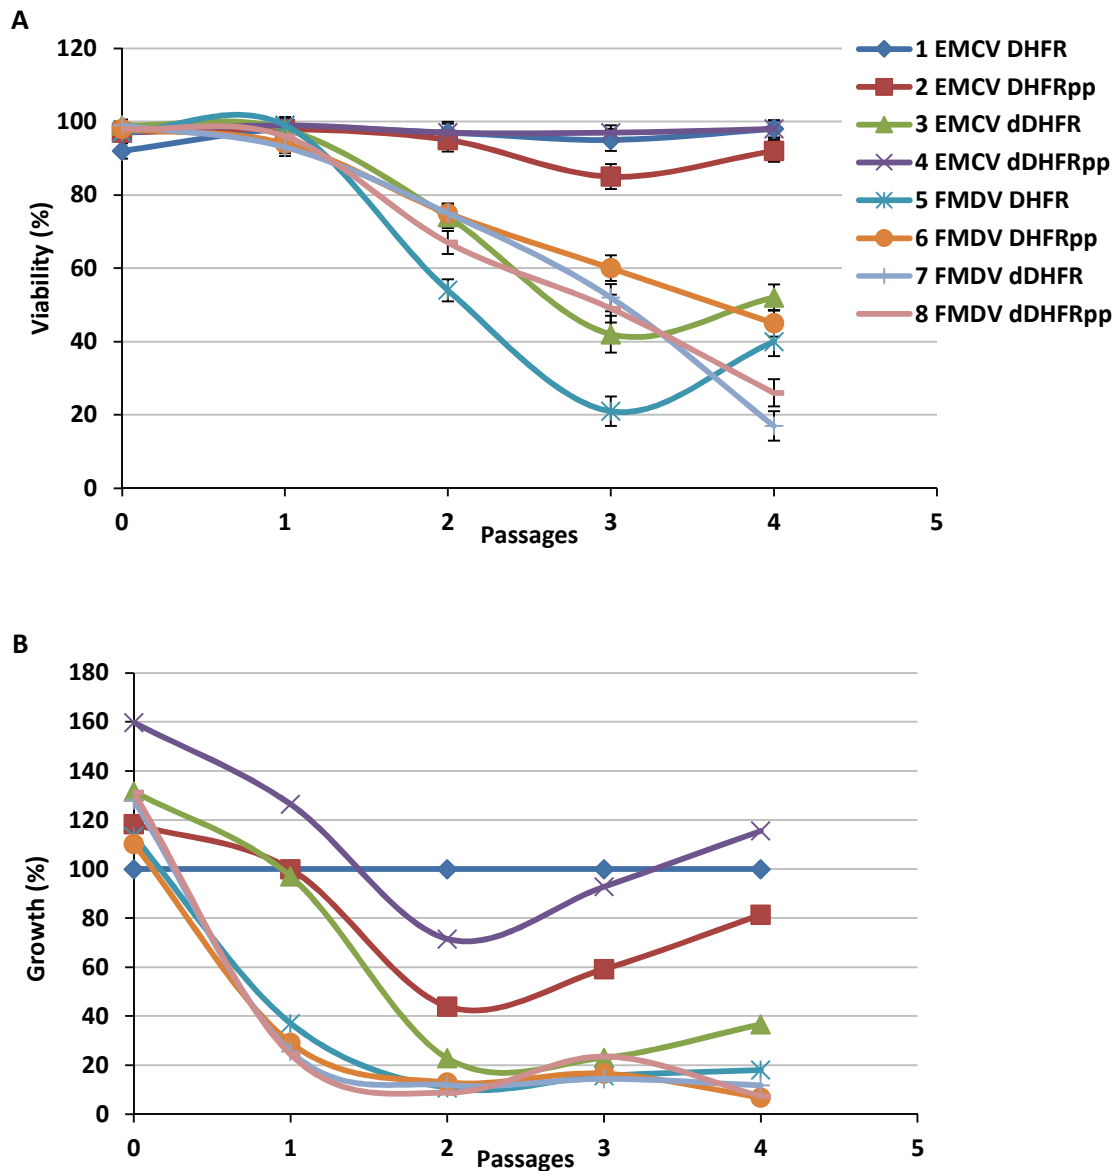 A
120
100
80
60
40
20
0
Viability (%)
0 1 2 3 4 5
Passages
1 EMCV DHFR
2 EMCV DHFRpp
3 EMCV dDHFR
4 EMCV dDHFRpp
5 FMDV DHFR
6 FMDV DHFRpp
7 FMDV dDHFR
8 FMDV dDHFRpp
B
180
160
140
120
100
80
60
40
20
0
Growth (%)
0 1 2 3 4 5
Passages